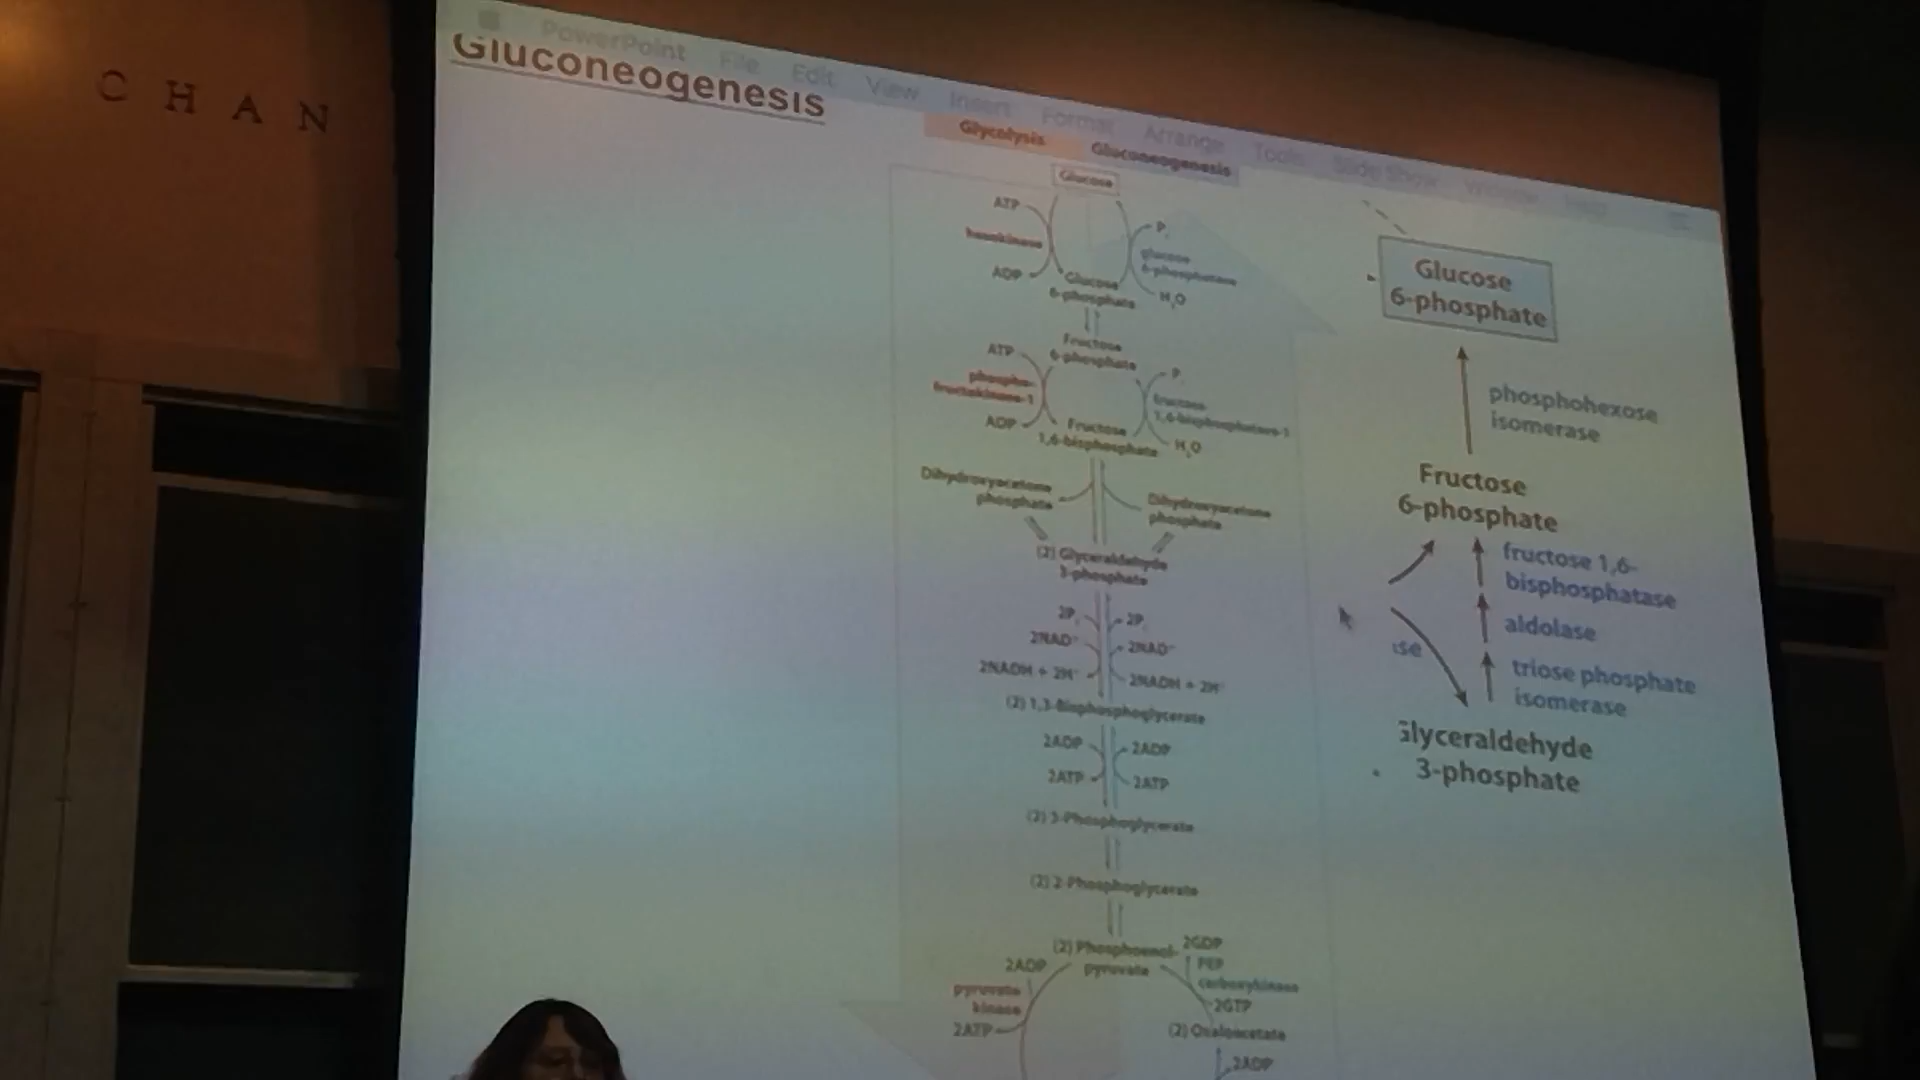 CHAN
PowerPoint File Edit View Insert Format Arrange Tools Slide Show Window Help
Gluconeogenesis
Glycolysis
Gluconeogenesis
Glucose
ATP
hexokinase
ADP
Pi
glucose
6-phosphatase
H2O
Glucose
6-phosphate
Fructose
6-phosphate
ATP
phospho-
fructokinase-1
ADP
Pi
fructose
1,6-bisphosphatase-1
H2O
Fructose
1,6-bisphosphate
Dihydroxyacetone
phosphate
Dihydroxyacetone
phosphate
(2) Glyceraldehyde
3-phosphate
2Pi
2NAD+
2NADH + 2H+
2Pi
2NAD+
2NADH + 2H+
(2) 1,3-Bisphosphoglycerate
2ADP
2ATP
2ADP
2ATP
(2) 3-Phosphoglycerate
(2) 2-Phosphoglycerate
(2) Phosphoenol-
pyruvate
2ADP
pyruvate
kinase
2ATP
2GDP
PEP
carboxykinase
2GTP
(2) Oxaloacetate
2ADP
Glucose
6-phosphate
phosphohexose
isomerase
Fructose
6-phosphate
fructose 1,6-
bisphosphatase
aldolase
se
triose phosphate
isomerase
Glyceraldehyde
3-phosphate